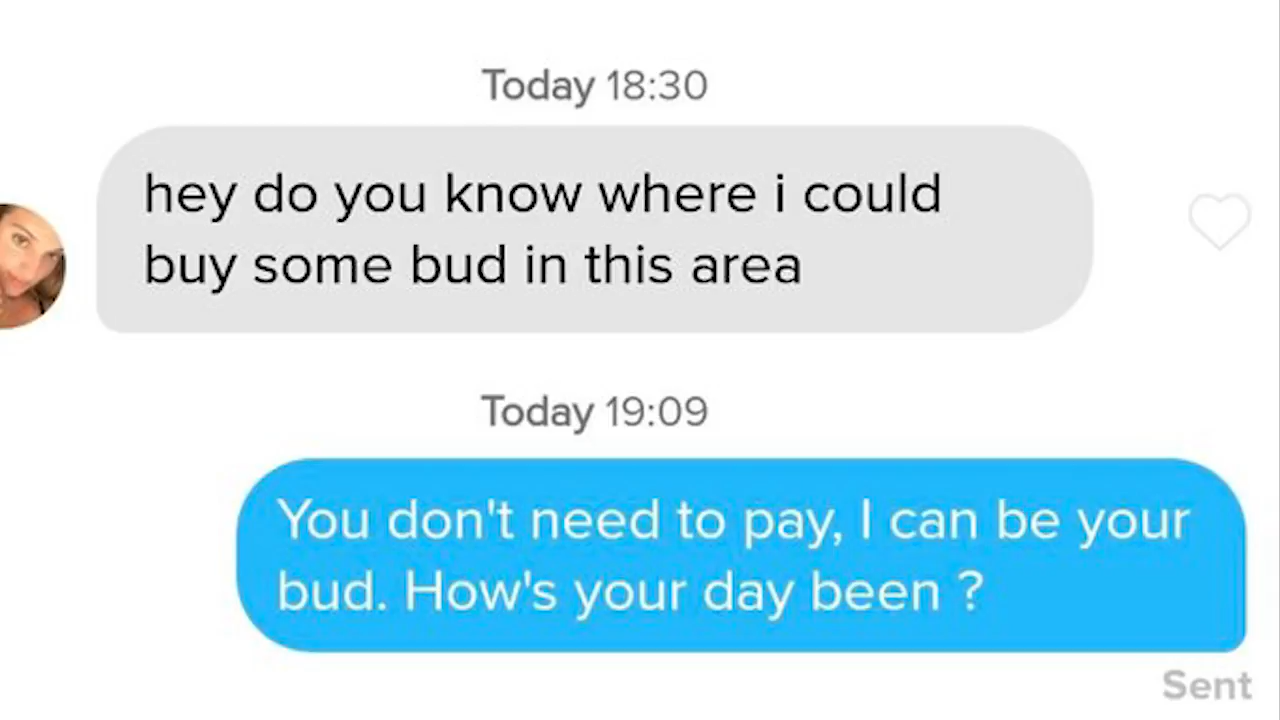 Today 18:30
hey do you know where i could
buy some bud in this area
Today 19:09
You don't need to pay, I can be your
bud. How's your day been ?
Sent